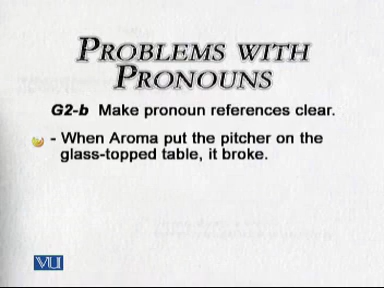 PROBLEMS WITH
PRONOUNS
G2-b Make pronoun references clear.
- When Aroma put the pitcher on the
glass-topped table, it broke.
VU